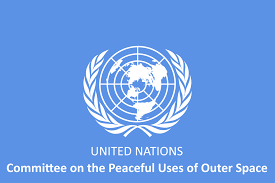 UNITED NATIONS
Committee on the Peaceful Uses of Outer Space